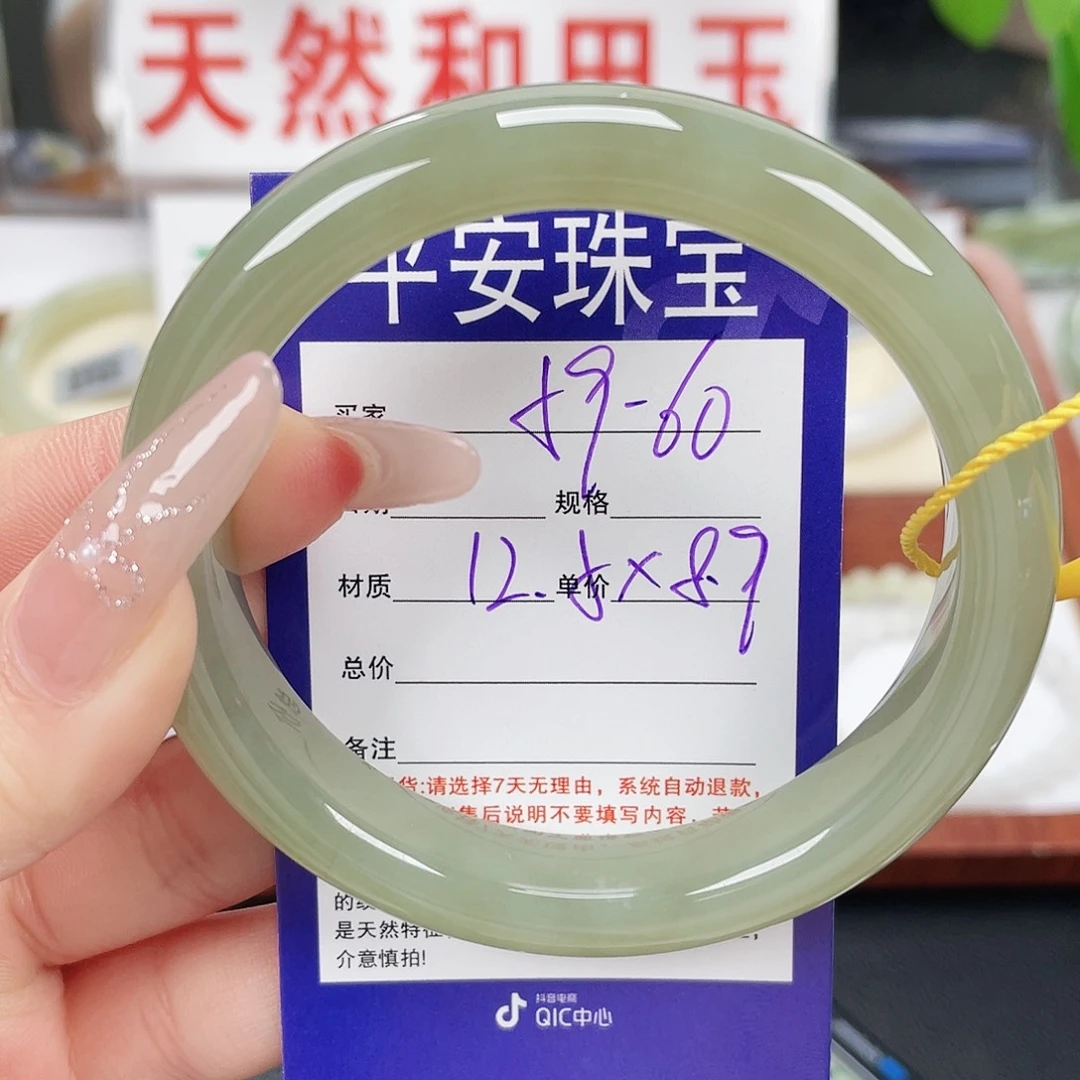 天然和田玉
平安珠宝
买家 59-60
规格
材质 12.5×8.9 单价
总价
备注
货:请选择7天无理由，系统自动退款，
售后说明不要填写内容，
是天然特征
介意慎拍!
抖音电商
QIC中心